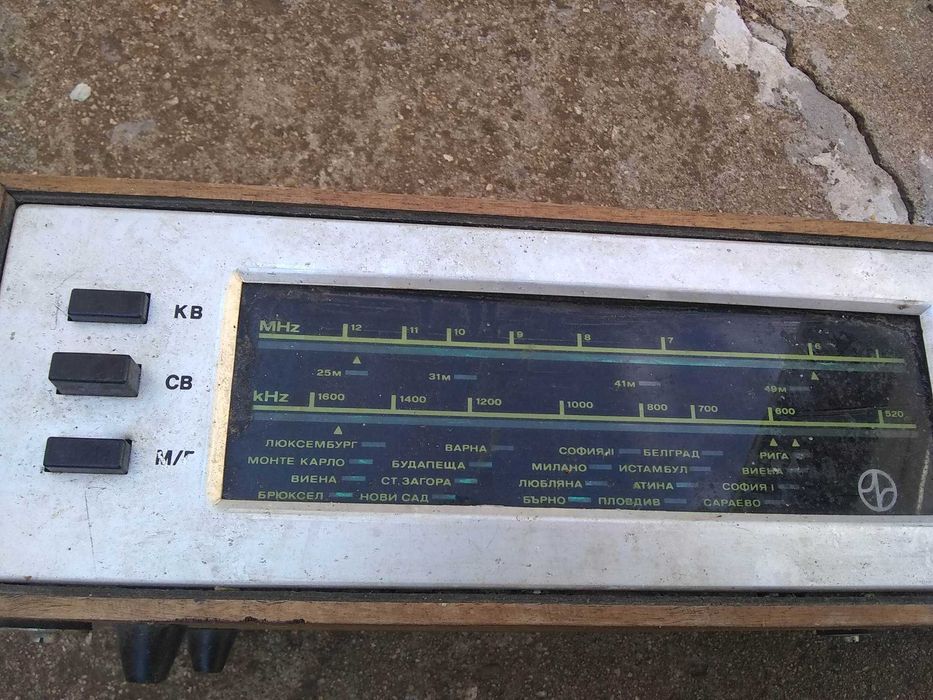 КВ
СВ
М/Г
MHz 12 11 10 9 8 7 6
25м 31м 41м 49м
kHz 1600 1400 1200 1000 800 700 600 520
ЛЮКСЕМБУРГ ВАРНА СОФИЯ II БЕЛГРАД РИГА
МОНТЕ КАРЛО БУДАПЕЩА МИЛАНО ИСТАМБУЛ ВИЕНА
ВИЕНА СТ. ЗАГОРА ЛЮБЛЯНА АТИНА СОФИЯ I
БРЮКСЕЛ НОВИ САД БЪРНО ПЛОВДИВ САРАЕВО